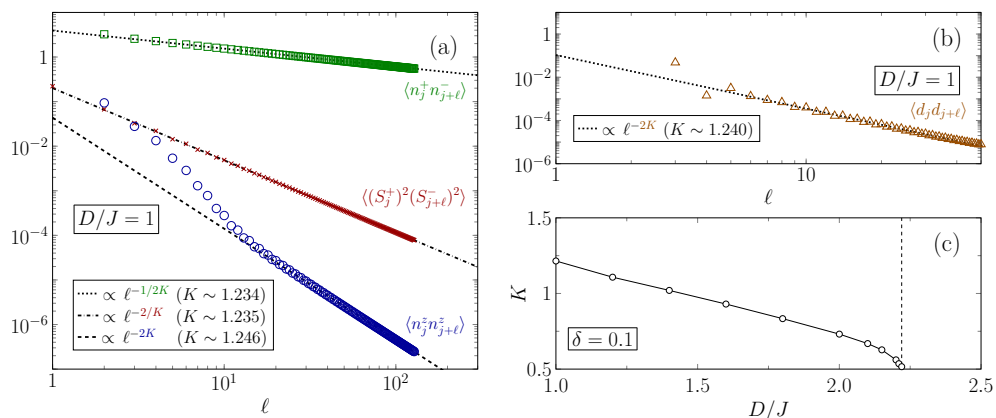 (a)
1
10⁻²
10⁻⁴
10⁻⁶
⟨n_j^+ n_{j+ℓ}^-⟩
⟨(S_j^+)²(S_{j+ℓ}^-)²⟩
D/J = 1
∝ ℓ^{-1/2K} (K ∼ 1.234)
∝ ℓ^{-2/K} (K ∼ 1.235)
∝ ℓ^{-2K} (K ∼ 1.246)
⟨n_j^z n_{j+ℓ}^z⟩
1 10¹ 10²
ℓ
(b)
1
10⁻²
10⁻⁴
10⁻⁶
D/J = 1
⟨d_j d_{j+ℓ}⟩
∝ ℓ^{-2K} (K ∼ 1.240)
1 10
ℓ
(c)
1.5
1
0.5
K
δ = 0.1
1.0 1.5 2.0 2.5
D/J